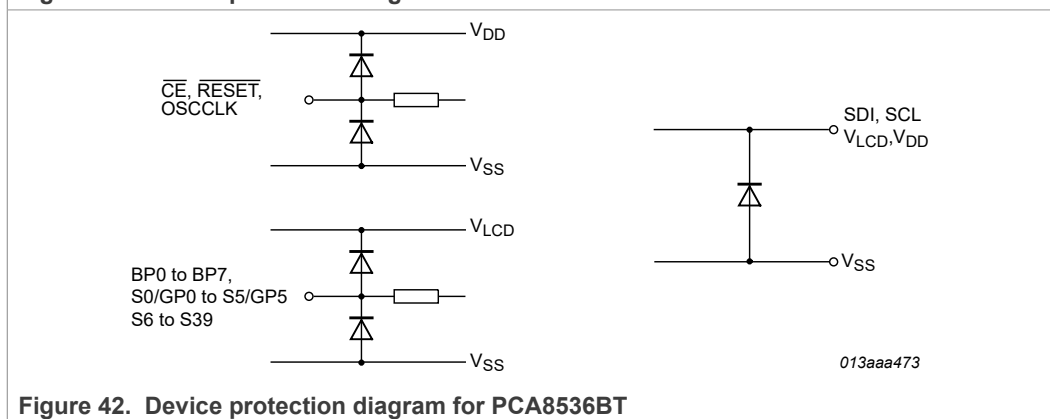 V_DD
CE, RESET,
OSCCLK
V_SS
V_LCD
BP0 to BP7,
S0/GP0 to S5/GP5
S6 to S39
V_SS
SDI, SCL
V_LCD,V_DD
V_SS
013aaa473
Figure 42. Device protection diagram for PCA8536BT